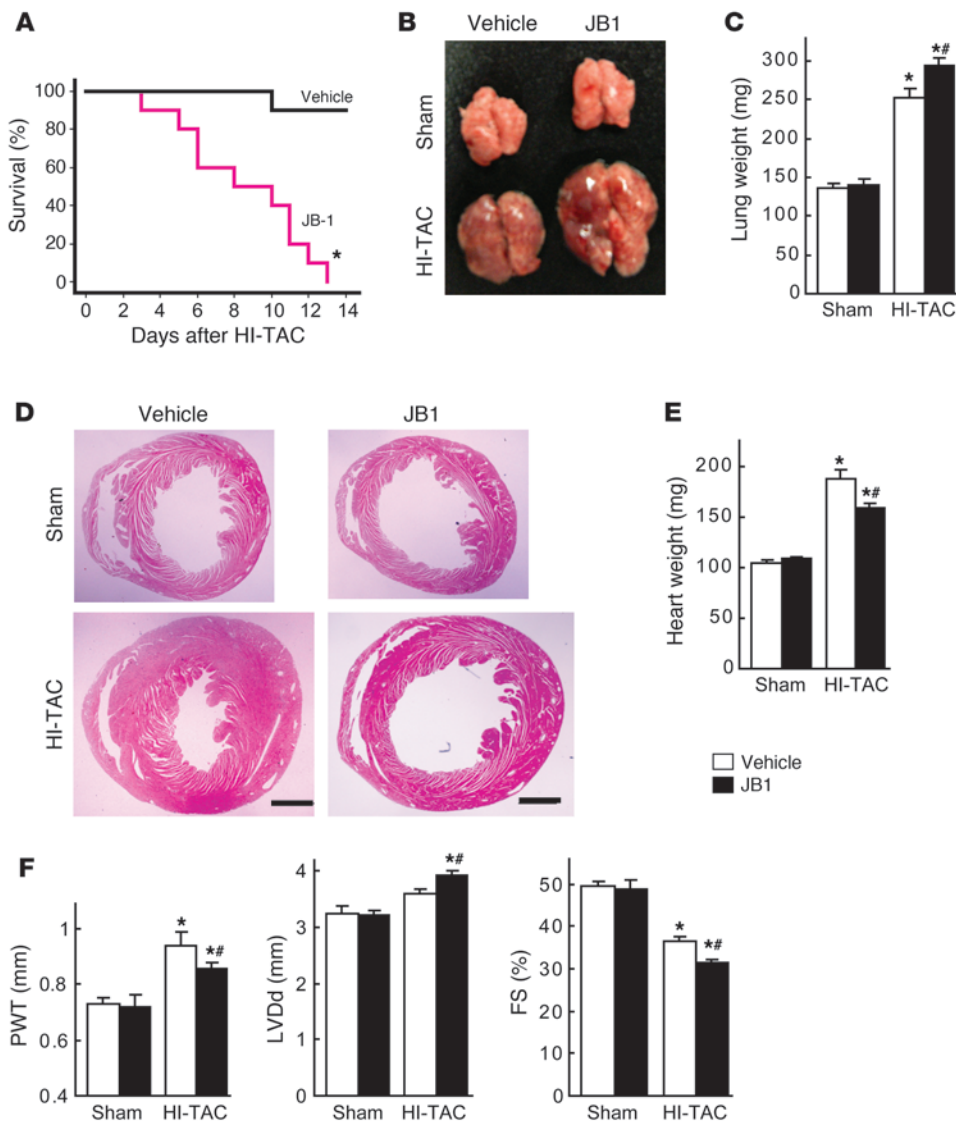 A
Survival (%)
100
80
60
40
20
0
Vehicle
JB-1
*
0 2 4 6 8 10 12 14
Days after HI-TAC
B
Vehicle JB1
Sham
HI-TAC
C
Lung weight (mg)
300
250
200
150
150
100
50
0
*
*#
Sham HI-TAC
D
Vehicle JB1
Sham
HI-TAC
E
Heart weight (mg)
200
150
100
50
0
*
*#
Sham HI-TAC
Vehicle
JB1
F
PWT (mm)
1
0.8
0.6
0.4
*
*#
Sham HI-TAC
LVDd (mm)
4
3
2
0
*#
Sham HI-TAC
FS (%)
50
40
30
20
10
0
*
*#
Sham HI-TAC